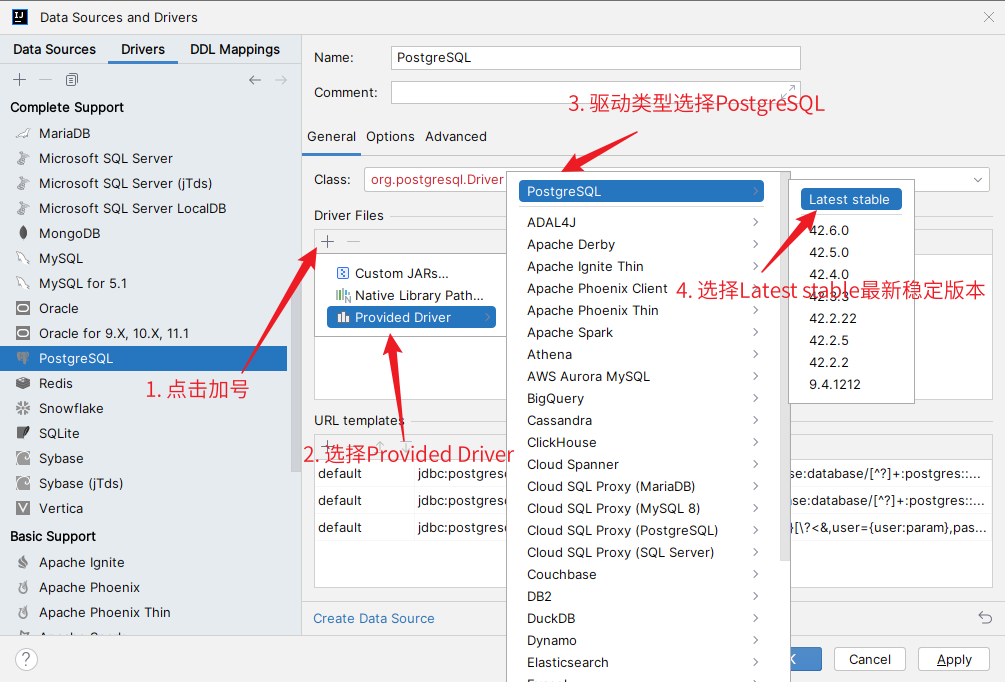 Data Sources and Drivers
Data Sources
Drivers
DDL Mappings
Complete Support
MariaDB
Microsoft SQL Server
Microsoft SQL Server (jTds)
Microsoft SQL Server LocalDB
MongoDB
MySQL
MySQL for 5.1
Oracle
Oracle for 9.X, 10.X, 11.1
PostgreSQL
Redis
Snowflake
SQLite
Sybase
Sybase (jTds)
Vertica
Basic Support
Apache Ignite
Apache Phoenix
Apache Phoenix Thin
Name:
PostgreSQL
Comment:
3. 驱动类型选择PostgreSQL
General
Options
Advanced
Class:
org.postgresql.Driver
Driver Files
Custom JARs...
Native Library Path...
Provided Driver
1. 点击加号
2. 选择Provided Driver
URL templates
default
jdbc:postgres
se:database/[^?]+:postgres::...
default
jdbc:postgres
se:database/[^?]+:postgres::...
default
jdbc:postgres
}[\?<&,user={user:param},pas...
PostgreSQL
ADAL4J
Apache Derby
Apache Ignite Thin
Apache Phoenix Client
Apache Phoenix Thin
Apache Spark
Athena
AWS Aurora MySQL
BigQuery
Cassandra
ClickHouse
Cloud Spanner
Cloud SQL Proxy (MariaDB)
Cloud SQL Proxy (MySQL 8)
Cloud SQL Proxy (PostgreSQL)
Cloud SQL Proxy (SQL Server)
Couchbase
DB2
DuckDB
Dynamo
Elasticsearch
Latest stable
42.6.0
42.5.0
42.4.0
4. 选择Latest stable最新稳定版本
42.2.22
42.2.5
42.2.2
9.4.1212
Create Data Source
?
Cancel
Apply